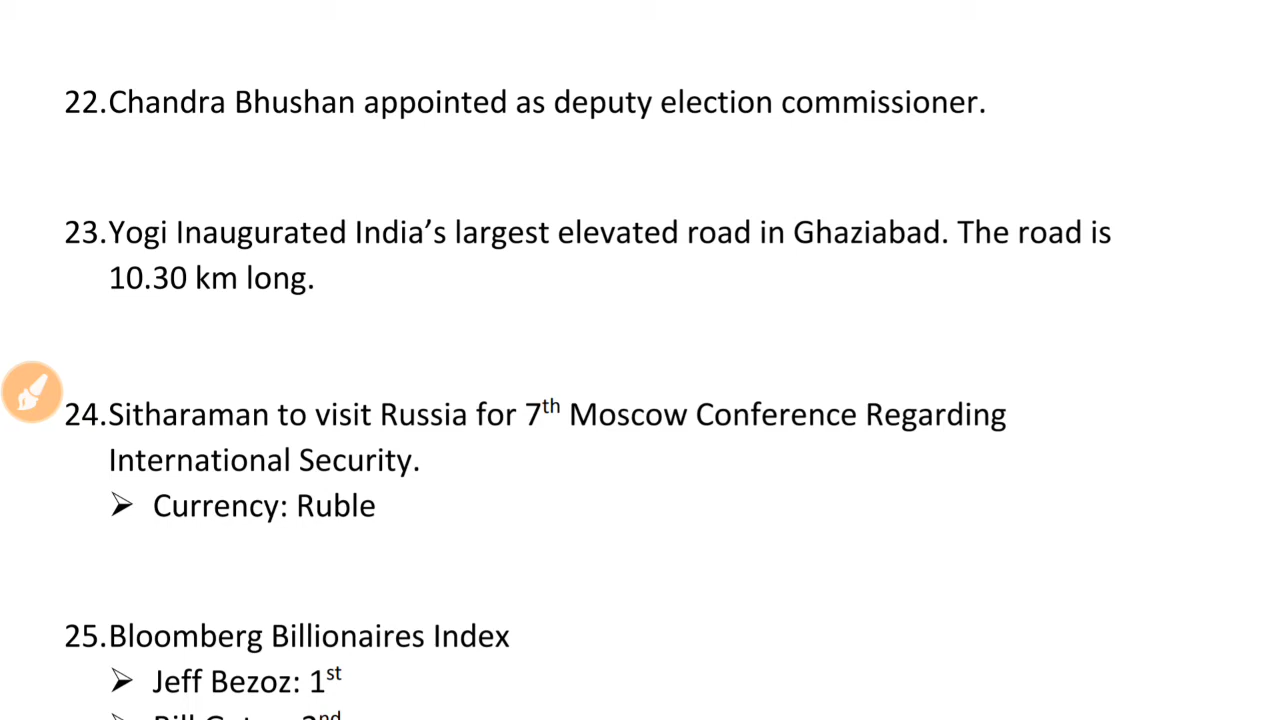 22.Chandra Bhushan appointed as deputy election commissioner.
23.Yogi Inaugurated India’s largest elevated road in Ghaziabad. The road is
10.30 km long.
24.Sitharaman to visit Russia for 7th Moscow Conference Regarding
International Security.
➢ Currency: Ruble
25.Bloomberg Billionaires Index
➢ Jeff Bezoz: 1st